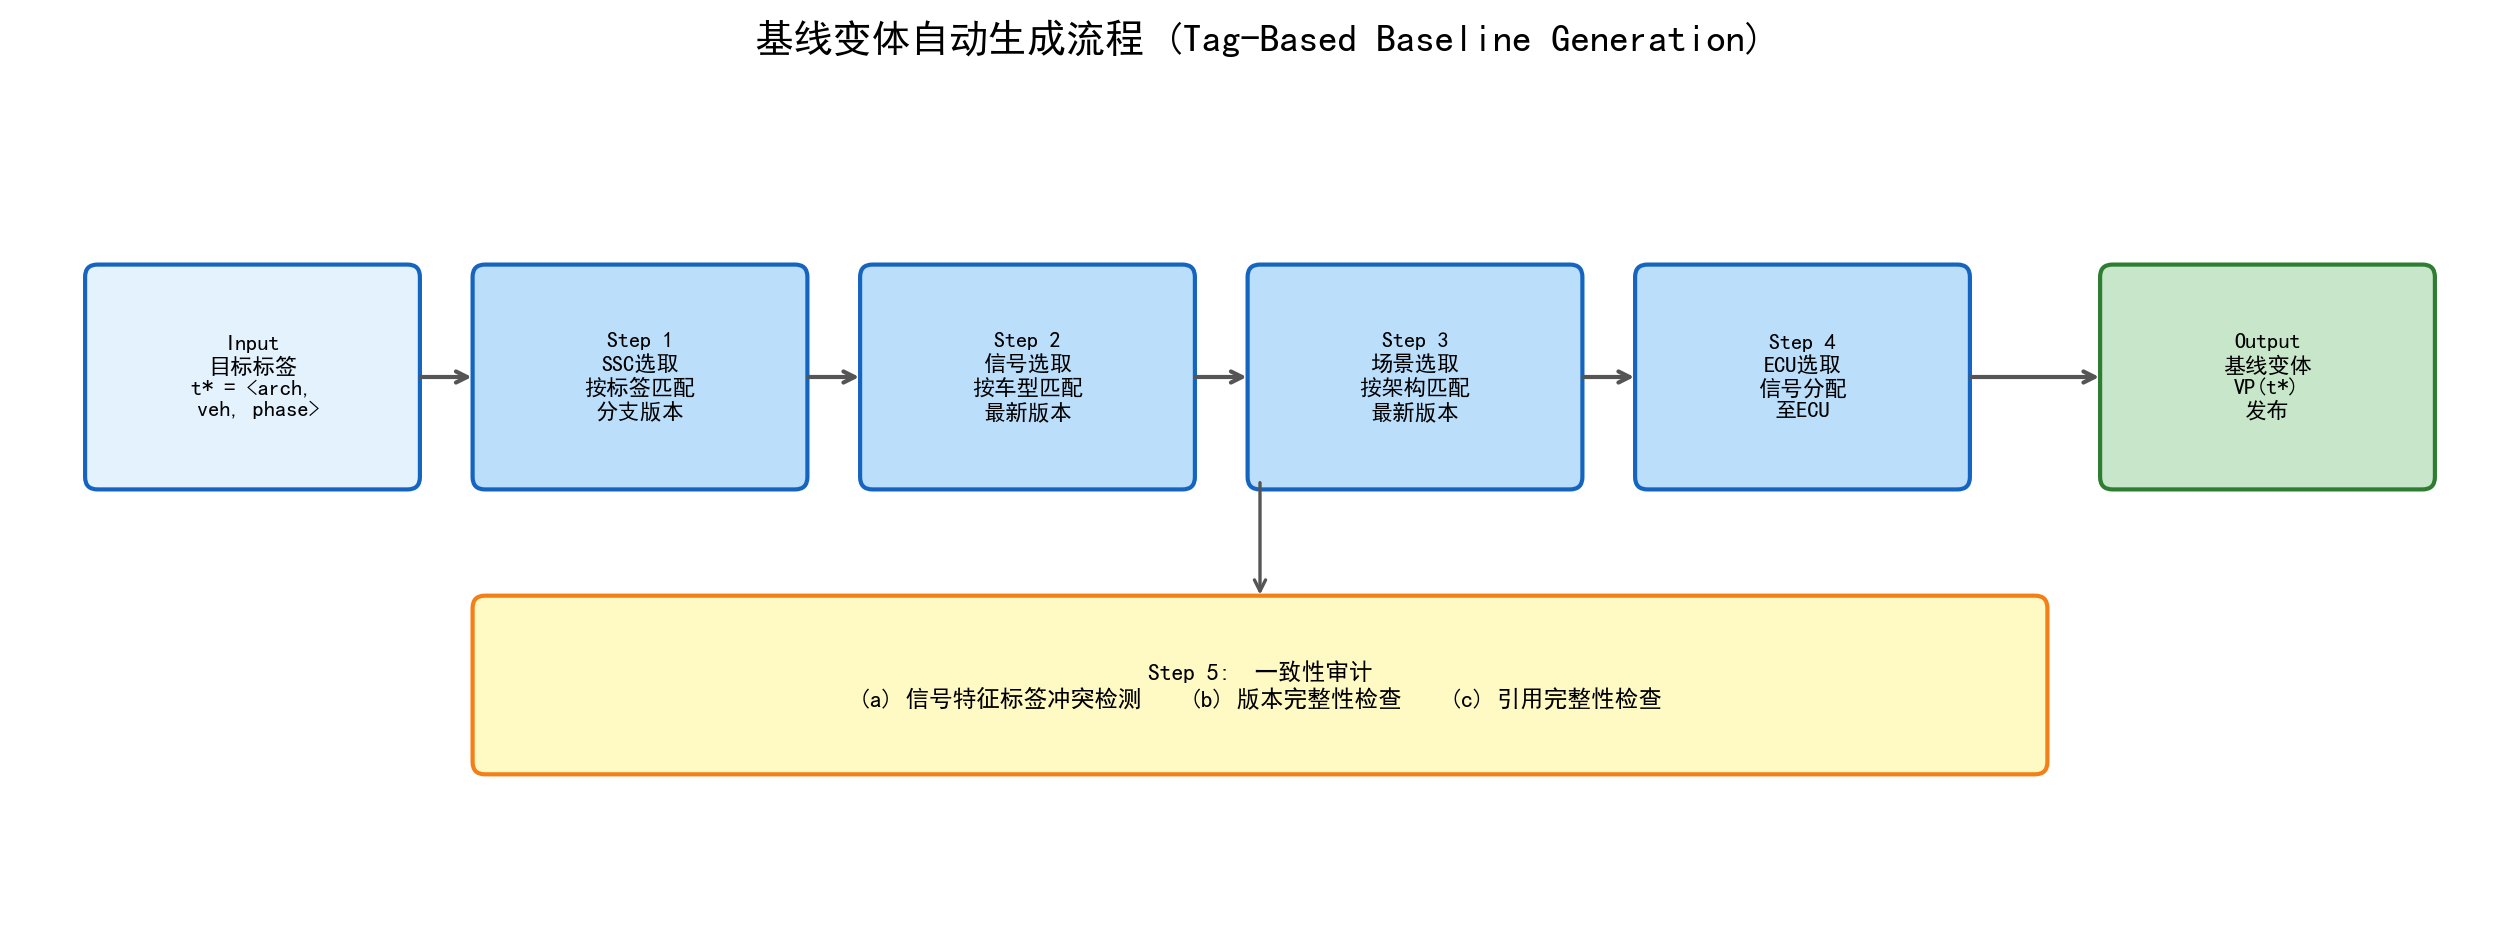 基线变体自动生成流程 (Tag-Based Baseline Generation)
Input
目标标签
t* = <arch,
veh, phase>
Step 1
SSC选取
按标签匹配
分支版本
Step 2
信号选取
按车型匹配
最新版本
Step 3
场景选取
按架构匹配
最新版本
Step 4
ECU选取
信号分配
至ECU
Output
基线变体
VP(t*)
发布
Step 5: 一致性审计
(a) 信号特征标签冲突检测 (b) 版本完整性检查 (c) 引用完整性检查